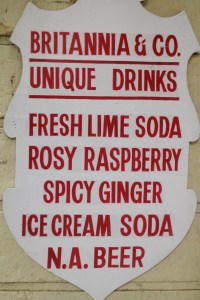 BRITANNIA & CO.
UNIQUE DRINKS
FRESH LIME SODA
ROSY RASPBERRY
SPICY GINGER
ICE CREAM SODA
N.A. BEER